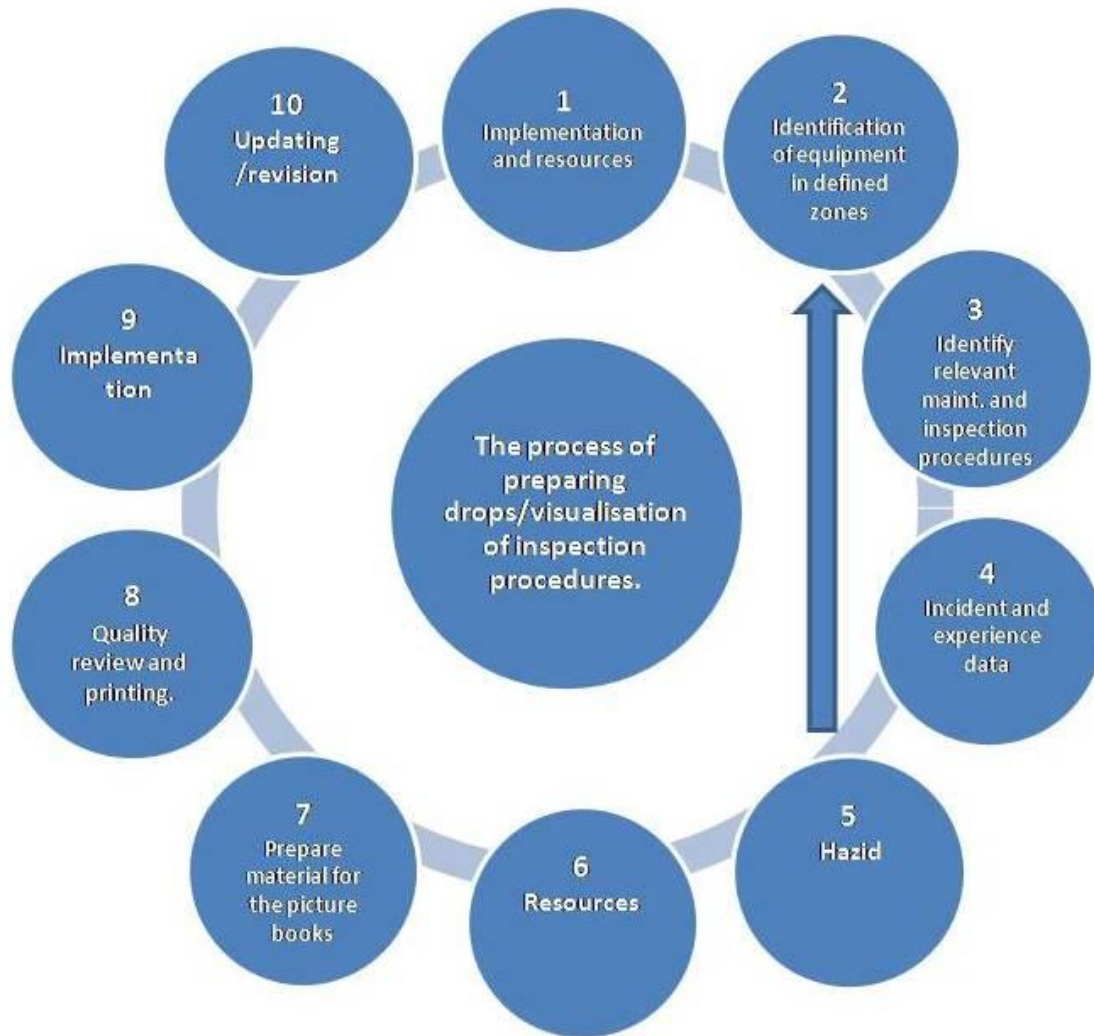 1
Implementation
and resources
2
Identification
of equipment
in defined
zones
3
Identify
relevant
maint. and
inspection
procedures
4
Incident and
experience
data
5
Hazid
6
Resources
7
Prepare
material for
the picture
books
8
Quality
review and
printing.
9
Implementa
tion
10
Updating
/revision
The process of
preparing
drops/visualisation
of inspection
procedures.